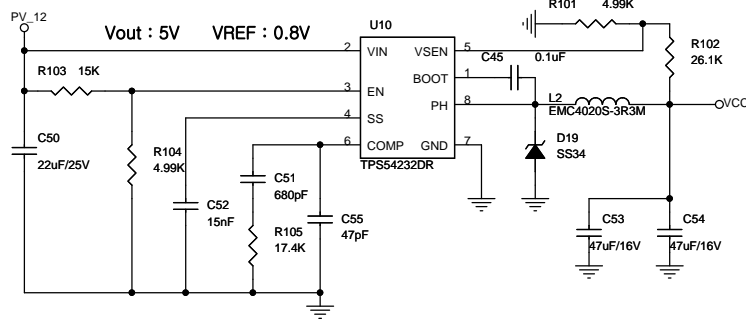 R101 4.99K
PV_12
Vout : 5V VREF : 0.8V
U10
R102
26.1K
2 VIN VSEN 5
C45 0.1uF
R103 15K
BOOT 1
3 EN
PH 8
L2
EMC4020S-3R3M
VCC
4 SS
C50
22uF/25V
6 COMP GND 7
TPS54232DR
D19
SS34
R104
4.99K
C51
680pF
C52
15nF
C55
47pF
R105
17.4K
C53
47uF/16V
C54
47uF/16V